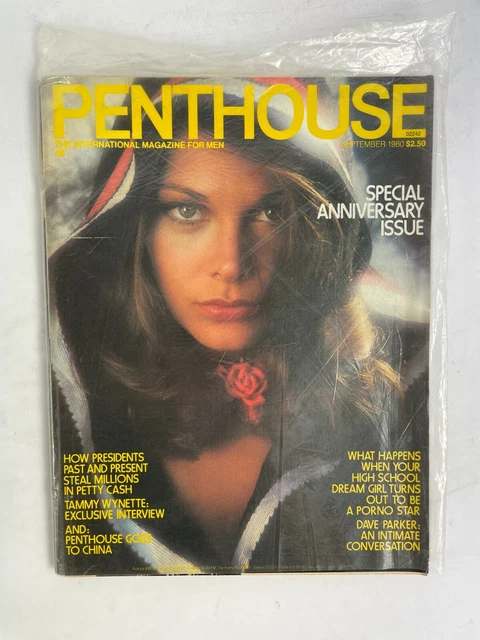 PENTHOUSE
02242
THE INTERNATIONAL MAGAZINE FOR MEN
SEPTEMBER 1980 $2.50
SPECIAL
ANNIVERSARY
ISSUE
HOW PRESIDENTS
PAST AND PRESENT
STEAL MILLIONS
IN PETTY CASH
TAMMY WYNETTE:
EXCLUSIVE INTERVIEW
AND:
PENTHOUSE GOES
TO CHINA
WHAT HAPPENS
WHEN YOUR
HIGH SCHOOL
DREAM GIRL TURNS
OUT TO BE
A PORNO STAR
DAVE PARKER:
AN INTIMATE
CONVERSATION